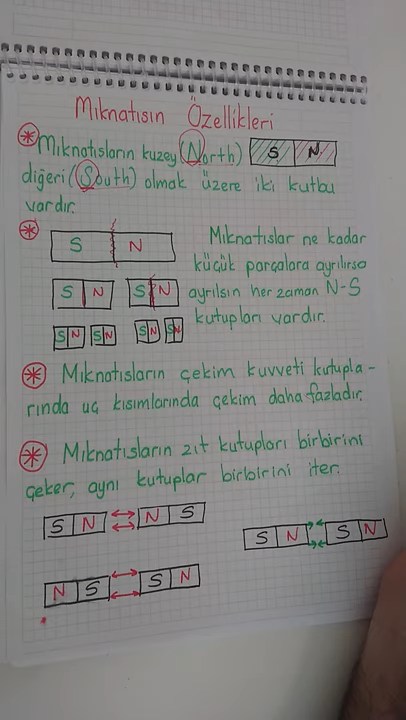 Mıknatısın Özellikleri
* Mıknatısların kuzey (North) S N
diğeri (South) olmak üzere iki kutbu
vardır.
* S N Mıknatıslar ne kadar
küçük parçalara ayrılırsa
S N S N ayrılsın her zaman N-S
kutupları vardır.
S N S N S N S N
* Mıknatısların çekim kuvveti kutupla-
rında uç kısımlarında çekim daha fazladır.
* Mıknatısların zıt kutupları birbirini
çeker, aynı kutuplar birbirini iter.
S N N S
S N S N
N S S N